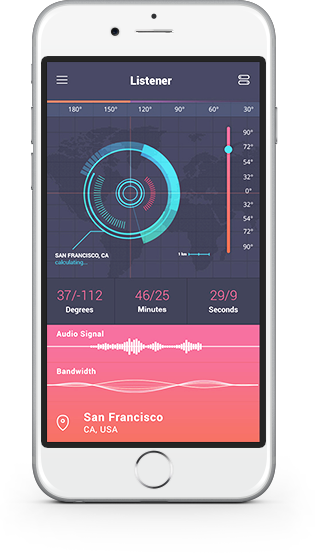 Listener
180° 150° 120° 90° 60° 30°
90°
72°
54°
32°
0°
32°
54°
72°
90°
SAN FRANCISCO, CA
calculating...
1 km
37/-112 46/25 29/9
Degrees Minutes Seconds
Audio Signal
Bandwidth
San Francisco
CA, USA